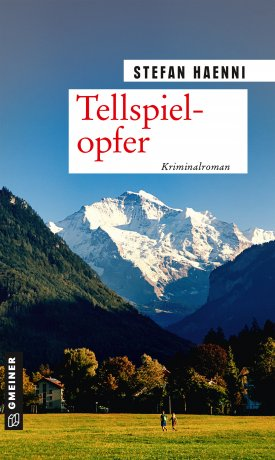 STEFAN HAENNI
Tellspiel-
opfer
Kriminalroman
GMEINER